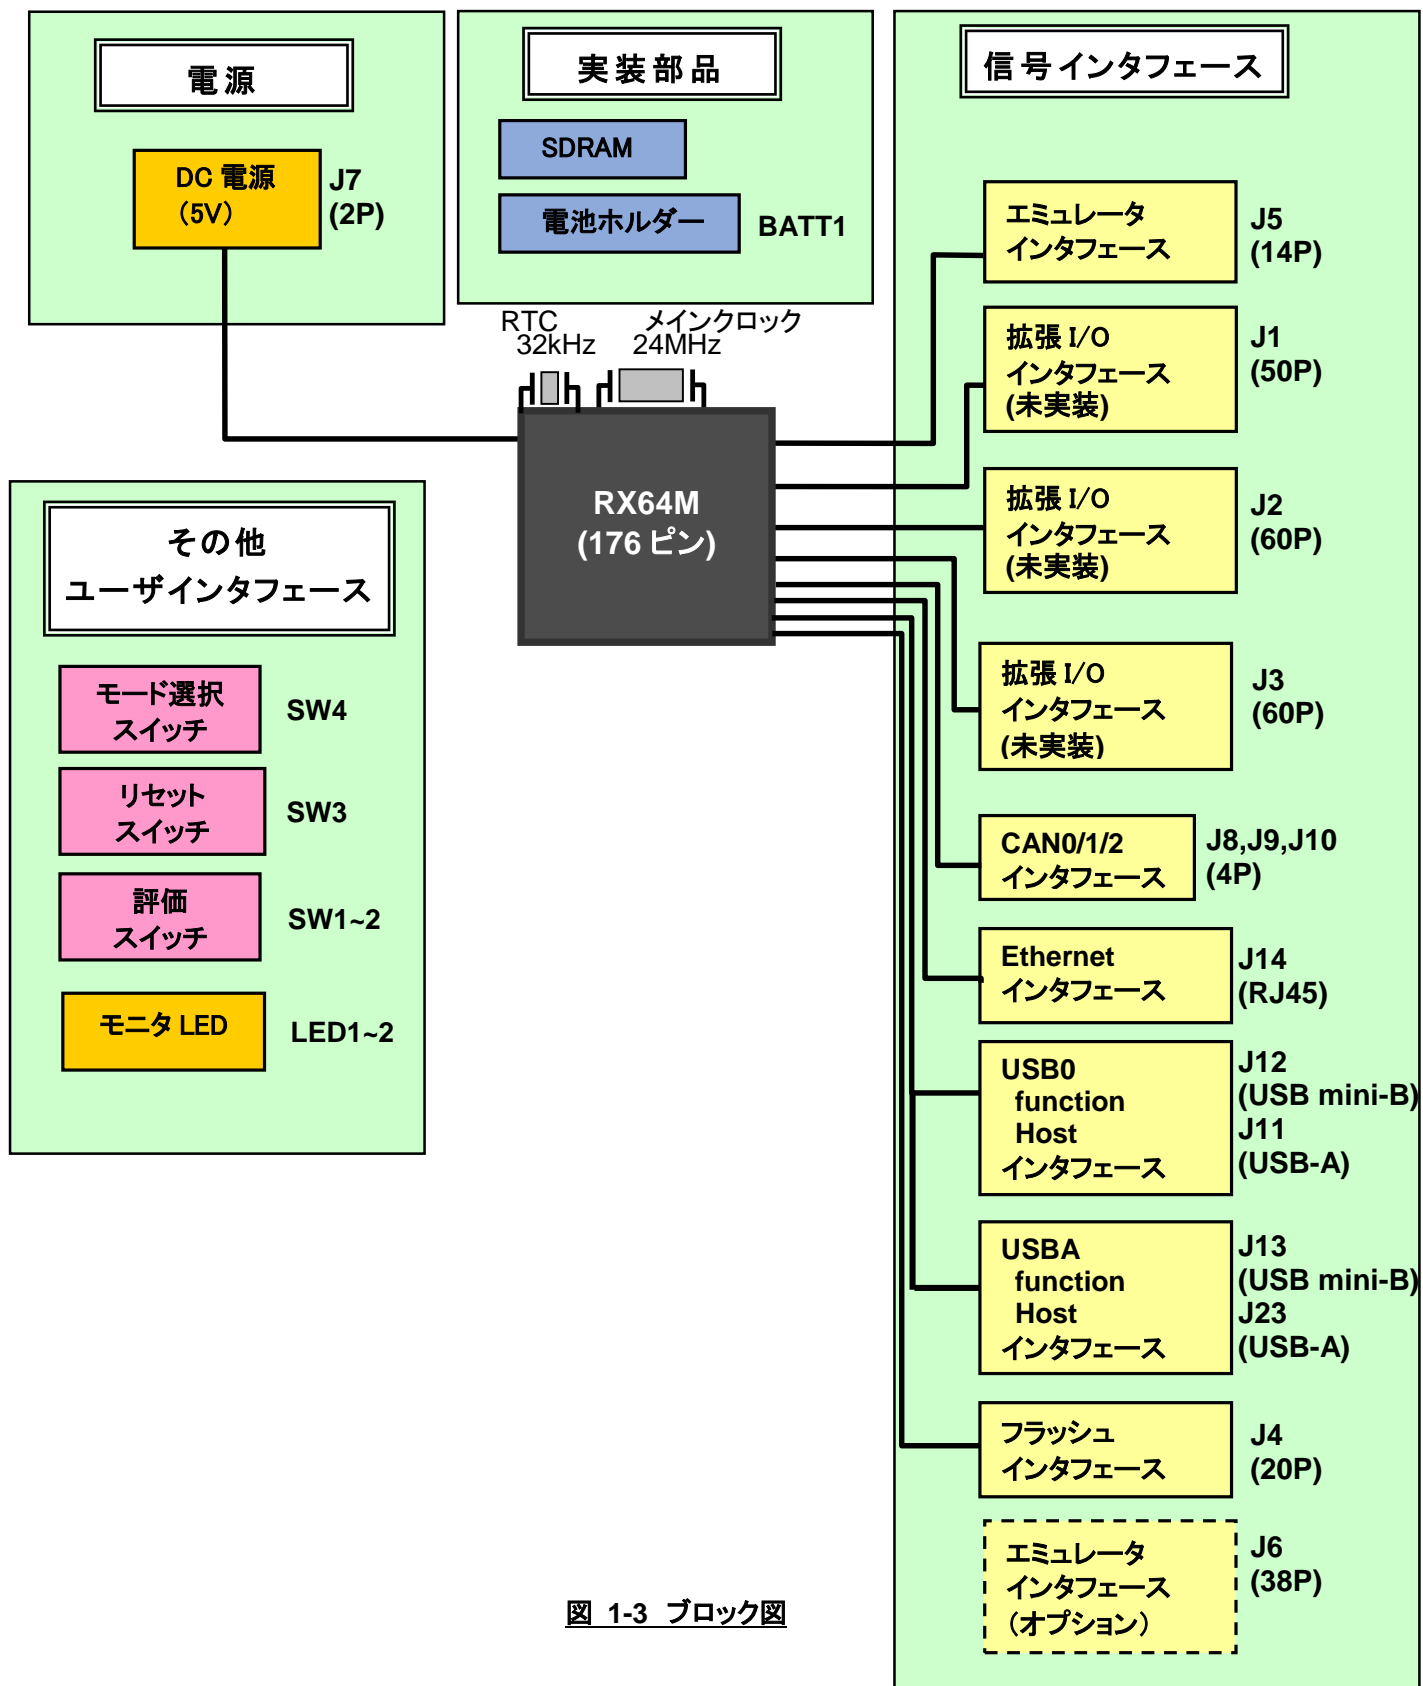 電源
DC 電源
（5V）
J7
(2P)
実装部品
SDRAM
電池ホルダー
BATT1
RTC
32kHz
メインクロック
24MHz
RX64M
(176 ピン)
その他
ユーザインタフェース
モード選択
スイッチ
SW4
リセット
スイッチ
SW3
評価
スイッチ
SW1~2
モニタ LED
LED1~2
信号インタフェース
エミュレータ
インタフェース
J5
(14P)
拡張 I/O
インタフェース
(未実装)
J1
(50P)
拡張 I/O
インタフェース
(未実装)
J2
(60P)
拡張 I/O
インタフェース
(未実装)
J3
(60P)
CAN0/1/2
インタフェース
J8,J9,J10
(4P)
Ethernet
インタフェース
J14
(RJ45)
USB0
function
Host
インタフェース
J12
(USB mini-B)
J11
(USB-A)
USBA
function
Host
インタフェース
J13
(USB mini-B)
J23
(USB-A)
フラッシュ
インタフェース
J4
(20P)
エミュレータ
インタフェース
（オプション）
J6
(38P)
図 1-3 ブロック図